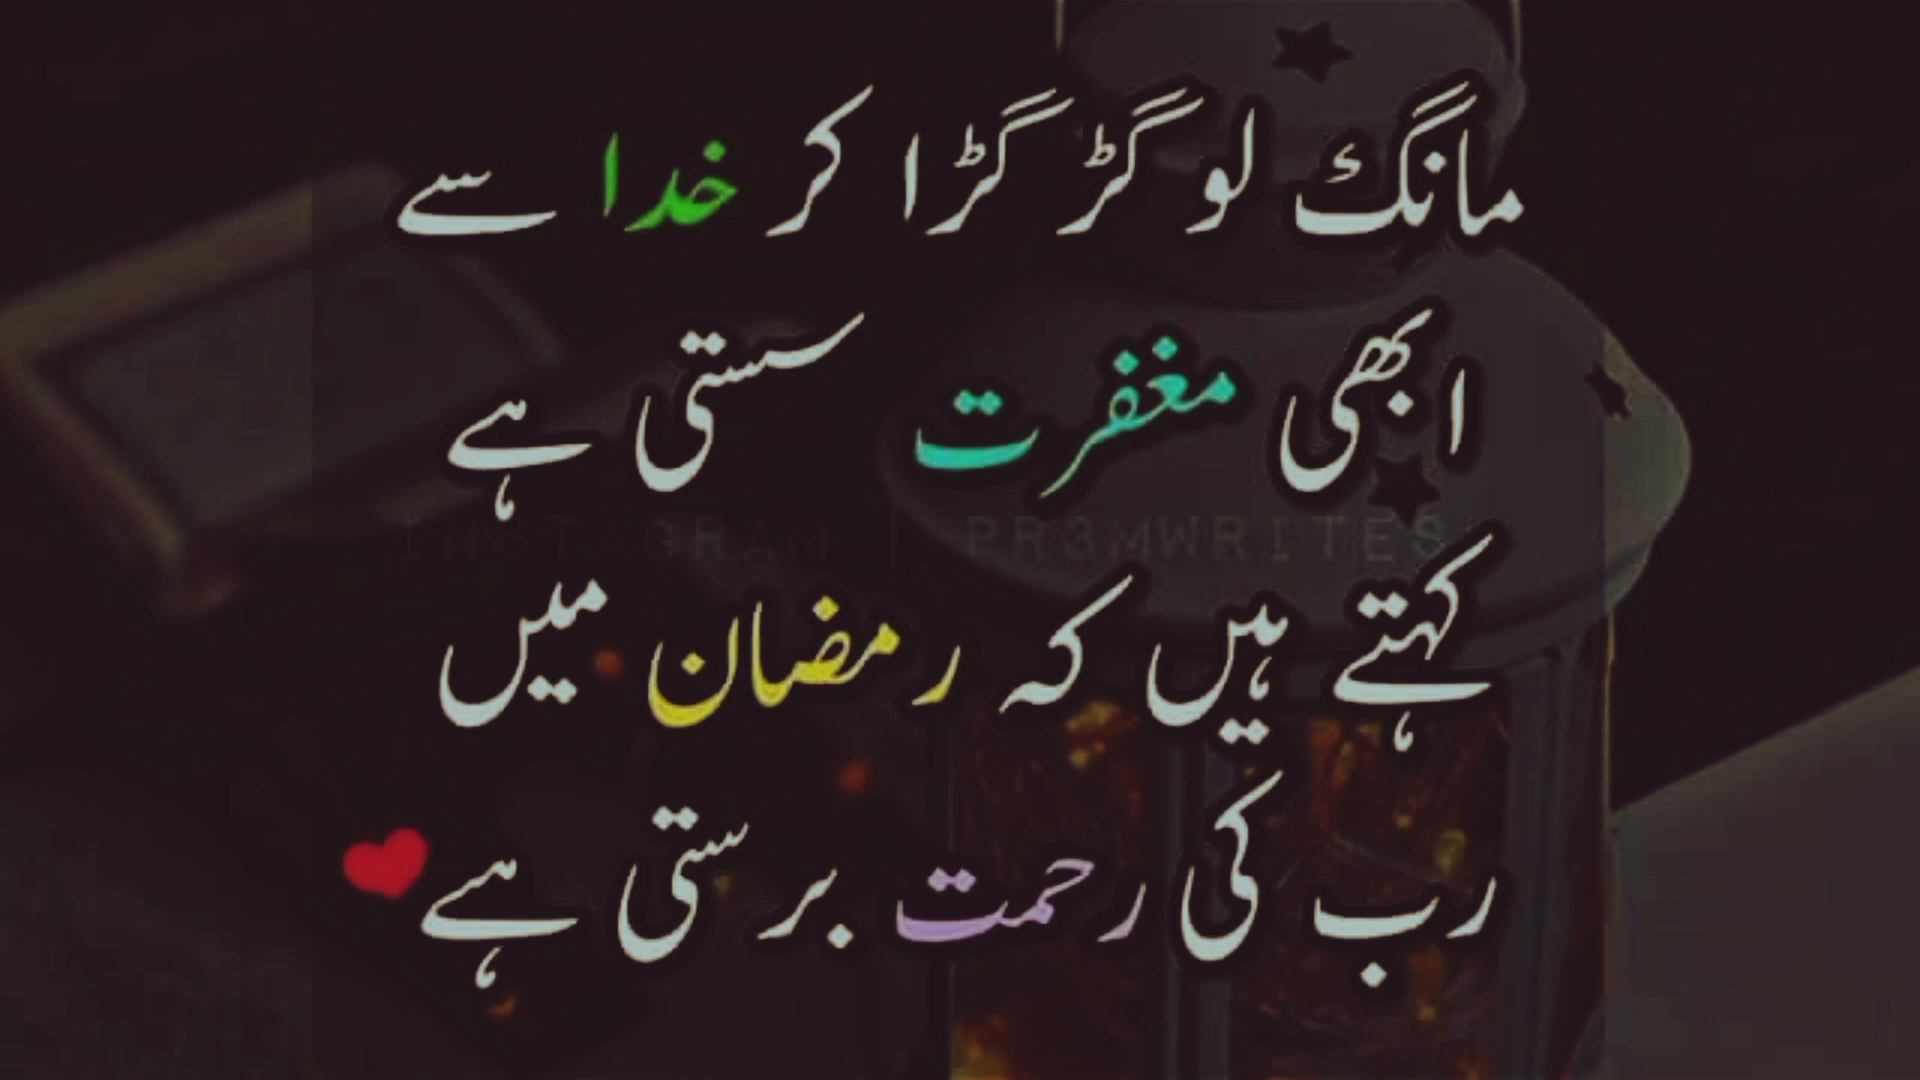 مانگ لو گڑ گڑا کر خدا سے
ابھی مغفرت سستی ہے
INSTAGRAM | PR3MWRITES
کہتے ہیں کہ رمضان میں
رب کی رحمت برستی ہے